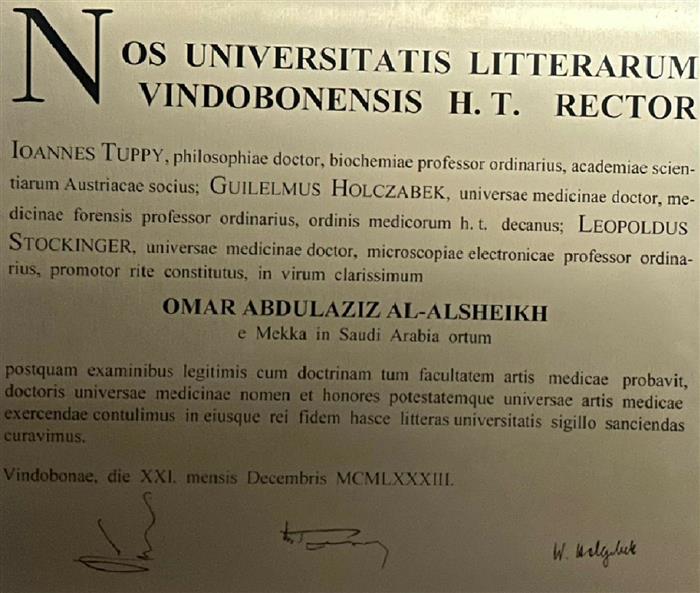 NOS UNIVERSITATIS LITTERARUM
VINDOBONENSIS H. T. RECTOR
IOANNES TUPPY, philosophiae doctor, biochemiae professor ordinarius, academiae scien-
tiarum Austriacae socius; GUILELMUS HOLCZABEK, universae medicinae doctor, me-
dicinae forensis professor ordinarius, ordinis medicorum h. t. decanus; LEOPOLDUS
STOCKINGER, universae medicinae doctor, microscopiae electronicae professor ordina-
rius, promotor rite constitutus, in virum clarissimum
OMAR ABDULAZIZ AL-ALSHEIKH
e Mekka in Saudi Arabia ortum
postquam examinibus legitimis cum doctrinam tum facultatem artis medicae probavit,
doctoris universae medicinae nomen et honores potestatemque universae artis medicae
exercendae contulimus in eiusque rei fidem hasce litteras universitatis sigillo sanciendas
curavimus.
Vindobonae, die XXI. mensis Decembris MCMLXXXIII.
W.